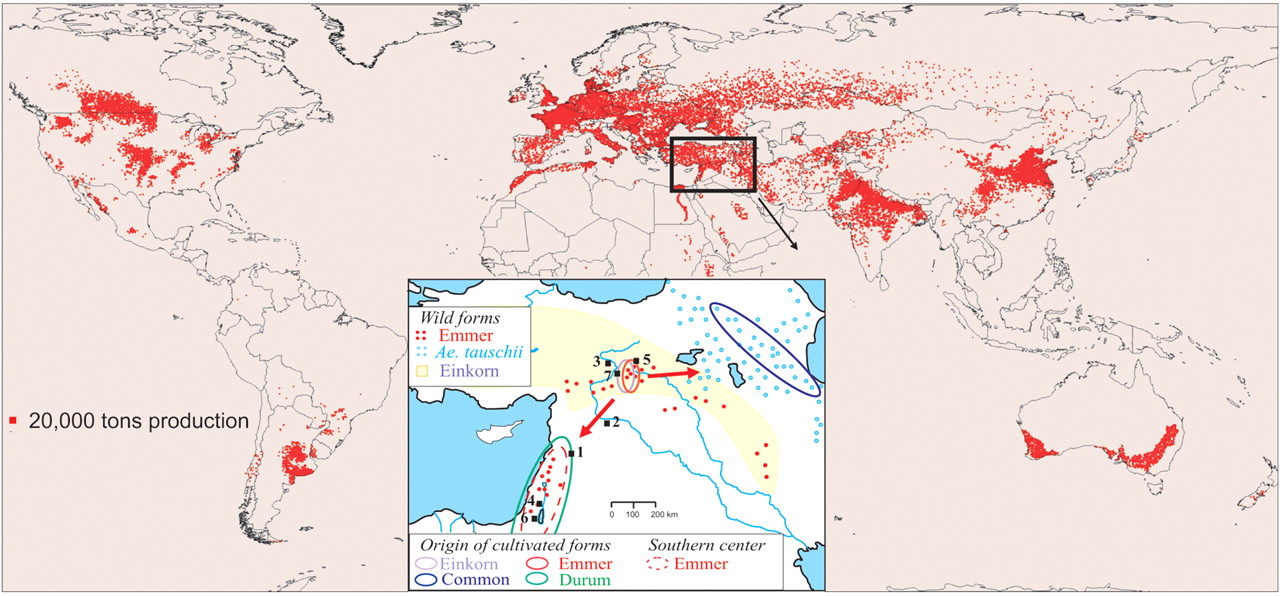 Wild forms
Emmer
Ae. tauschii
Einkorn
3
5
7
2
1
4
6
20,000 tons production
0 100 200 km
Origin of cultivated forms Southern center
Einkorn Emmer Emmer
Common Durum